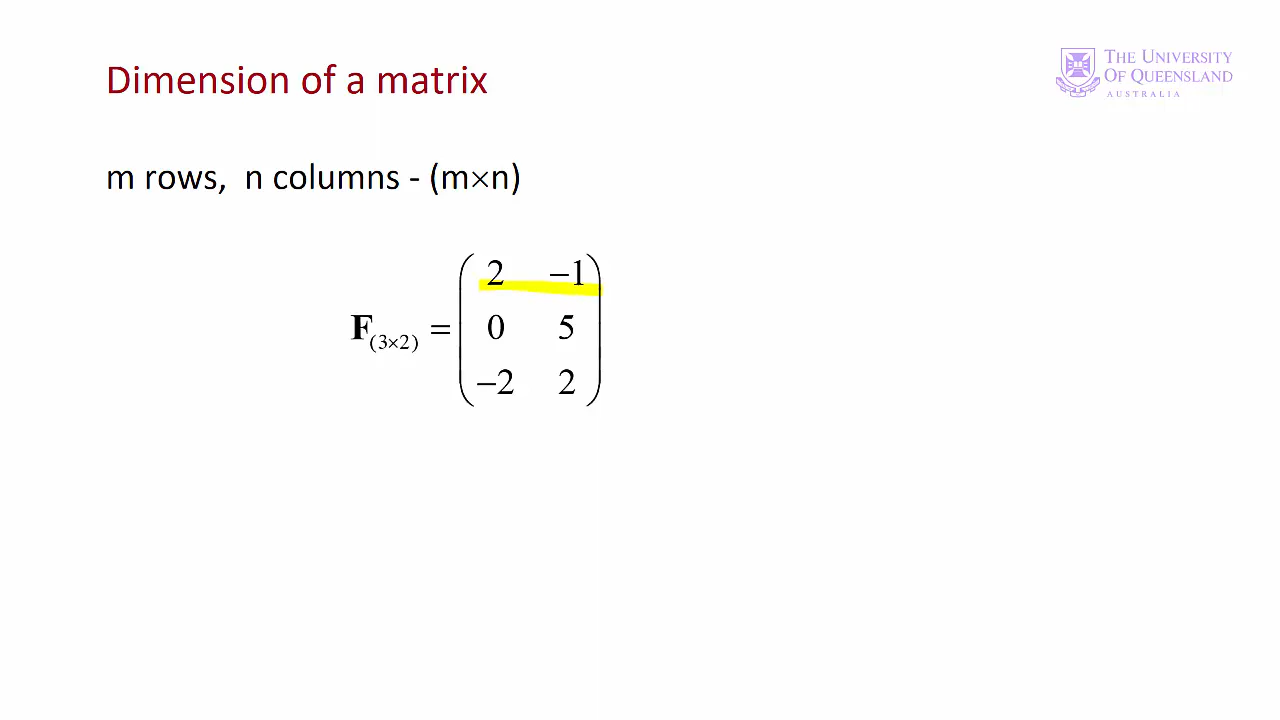 Dimension of a matrix
THE UNIVERSITY
OF QUEENSLAND
AUSTRALIA
m rows, n columns - (m×n)
2 −1
F(3×2) = 0 5
−2 2